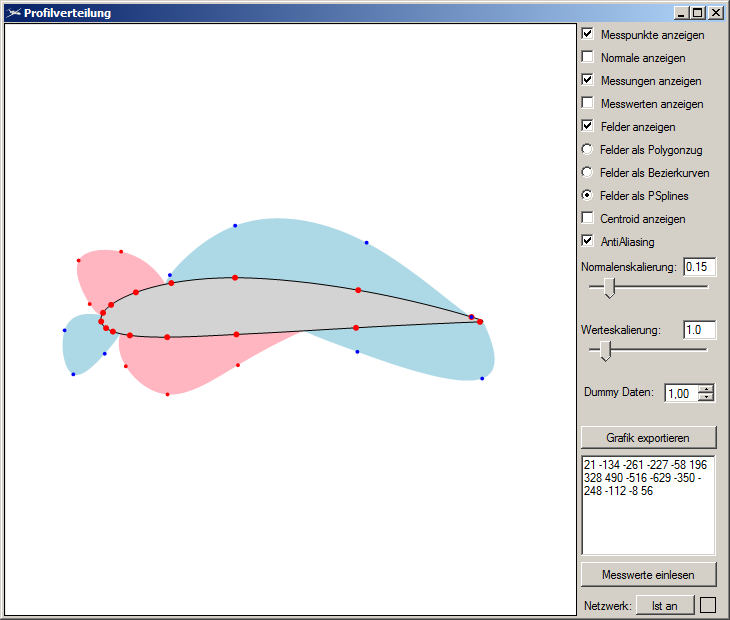 Profilverteilung
Messpunkte anzeigen
Normale anzeigen
Messungen anzeigen
Messwerten anzeigen
Felder anzeigen
Felder als Polygonzug
Felder als Bezierkurven
Felder als PSplines
Centroid anzeigen
AntiAliasing
Normalenskalierung: 0.15
Werteskalierung: 1.0
Dummy Daten: 1,00
Grafik exportieren
21 -134 -261 -227 -58 196
328 490 -516 -629 -350 -
248 -112 -8 56
Messwerte einlesen
Netzwerk: Ist an